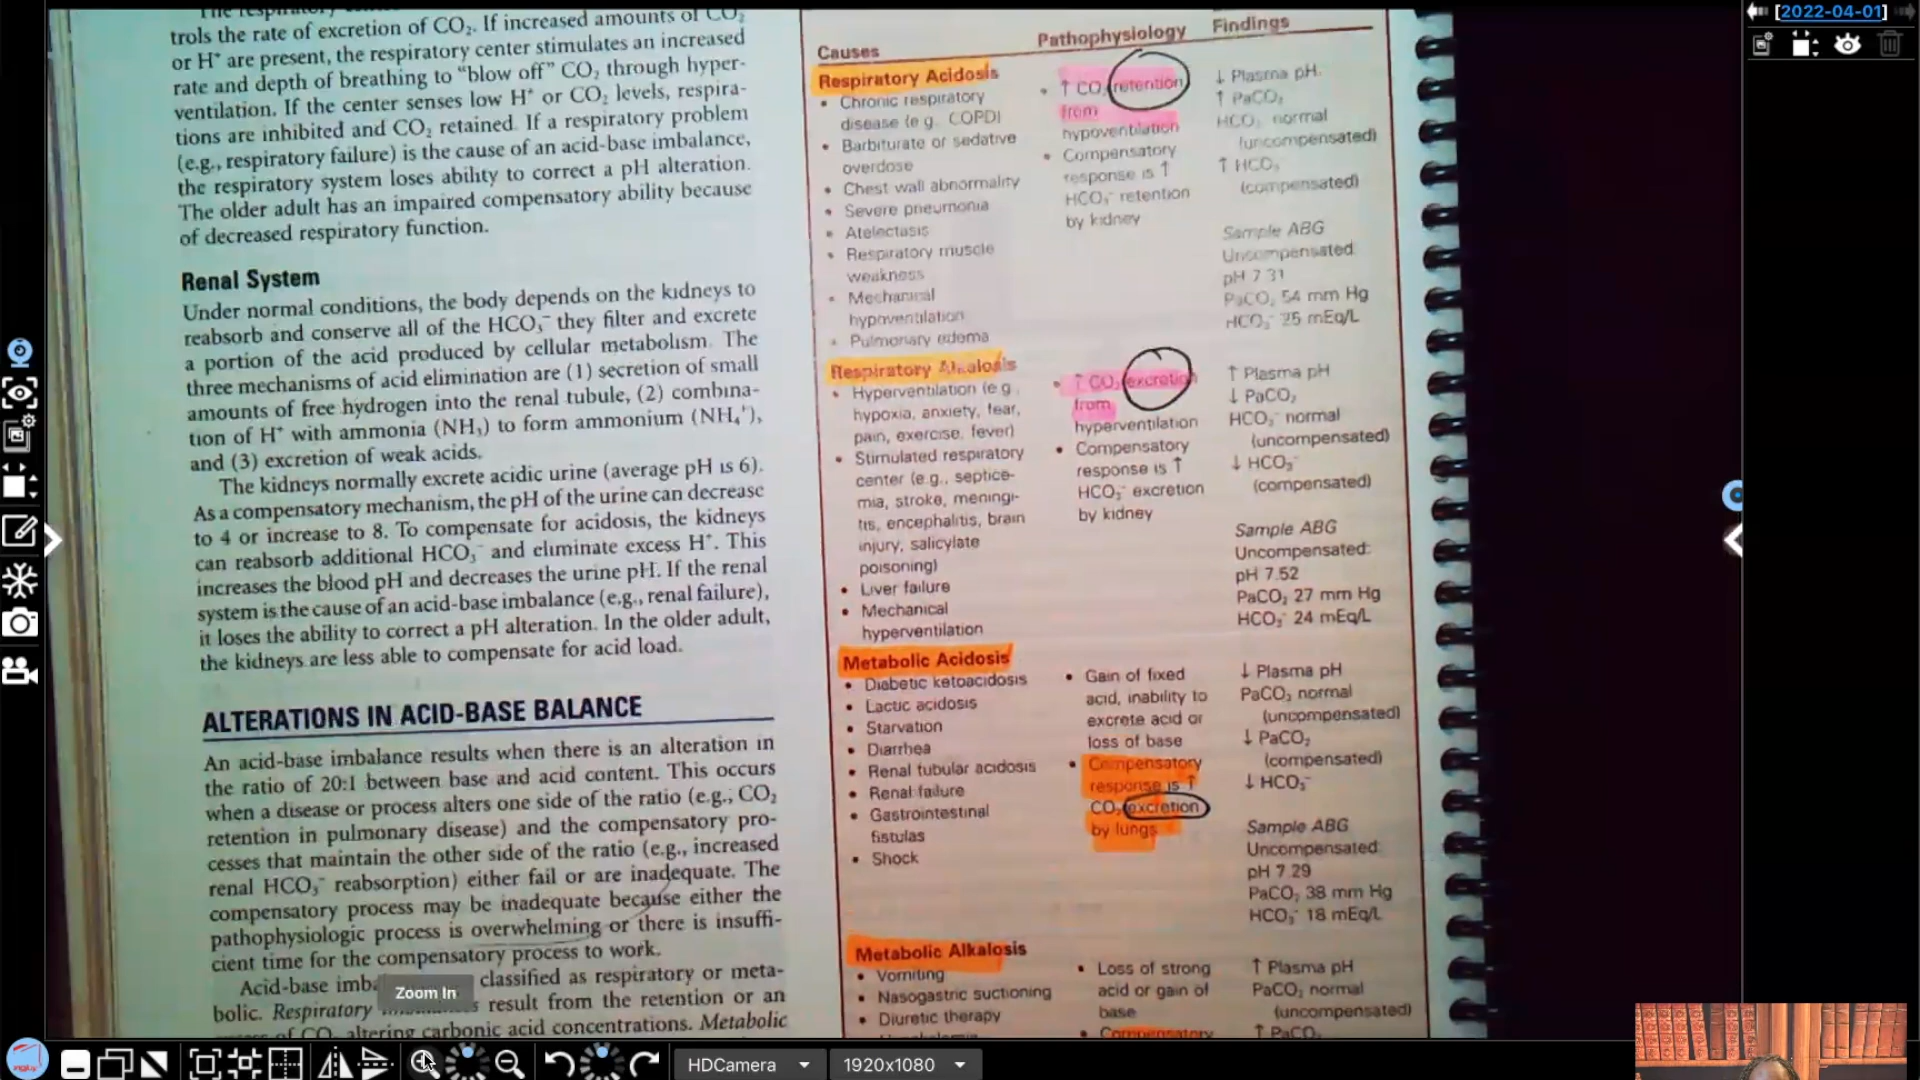 trols the rate of excretion of CO₂. If increased amounts of CO₂
or H⁺ are present, the respiratory center stimulates an increased
rate and depth of breathing to “blow off” CO₂ through hyper-
ventilation. If the center senses low H⁺ or CO₂ levels, respira-
tions are inhibited and CO₂ retained. If a respiratory problem
(e.g., respiratory failure) is the cause of an acid-base imbalance,
the respiratory system loses ability to correct a pH alteration.
The older adult has an impaired compensatory ability because
of decreased respiratory function.
Renal System
Under normal conditions, the body depends on the kidneys to
reabsorb and conserve all of the HCO₃⁻ they filter and excrete
a portion of the acid produced by cellular metabolism. The
three mechanisms of acid elimination are (1) secretion of small
amounts of free hydrogen into the renal tubule, (2) combina-
tion of H⁺ with ammonia (NH₃) to form ammonium (NH₄⁺),
and (3) excretion of weak acids.
The kidneys normally excrete acidic urine (average pH is 6).
As a compensatory mechanism, the pH of the urine can decrease
to 4 or increase to 8. To compensate for acidosis, the kidneys
can reabsorb additional HCO₃⁻ and eliminate excess H⁺. This
increases the blood pH and decreases the urine pH. If the renal
system is the cause of an acid-base imbalance (e.g., renal failure),
it loses the ability to correct a pH alteration. In the older adult,
the kidneys are less able to compensate for acid load.
ALTERATIONS IN ACID-BASE BALANCE
An acid-base imbalance results when there is an alteration in
the ratio of 20:1 between base and acid content. This occurs
when a disease or process alters one side of the ratio (e.g., CO₂
retention in pulmonary disease) and the compensatory pro-
cesses that maintain the other side of the ratio (e.g., increased
renal HCO₃⁻ reabsorption) either fail or are inadequate. The
compensatory process may be inadequate because either the
pathophysiologic process is overwhelming or there is insuffi-
cient time for the compensatory process to work.
Acid-base classified as respiratory or meta-
bolic. Respiratory result from the retention or an
of CO₂ altering carbonic acid concentrations. Metabolic
Causes
Respiratory Acidosis
• Chronic respiratory
disease (e.g. COPD)
• Barbiturate or sedative
overdose
• Chest wall abnormality
• Severe pneumonia
• Atelectasis
• Respiratory muscle
weakness
• Mechanical
hypoventilation
• Pulmonary edema
Respiratory Alkalosis
• Hyperventilation (e.g.,
hypoxia, anxiety, fear,
pain, exercise, fever)
• Stimulated respiratory
center (e.g., septice-
mia, stroke, meningi-
tis, encephalitis, brain
injury, salicylate
poisoning)
• Liver failure
• Mechanical
hyperventilation
Metabolic Acidosis
• Diabetic ketoacidosis
• Lactic acidosis
• Starvation
• Diarrhea
• Renal tubular acidosis
• Renal failure
• Gastrointestinal
fistulas
• Shock
Metabolic Alkalosis
• Vomiting
• Nasogastric suctioning
• Diuretic therapy
Pathophysiology
• ↑ CO₂ retention
from
hypoventilation
• Compensatory
response is ↑
HCO₃⁻ retention
by kidney
• ↑ CO₂ excretion
from
hyperventilation
• Compensatory
response is ↑
HCO₃⁻ excretion
by kidney
• Gain of fixed
acid, inability to
excrete acid or
loss of base
• Compensatory
response is ↑
CO₂ excretion
by lungs
• Loss of strong
acid or gain of
base
• Compensatory
Findings
↓ Plasma pH
↑ PaCO₂
HCO₃⁻ normal
(uncompensated)
↑ HCO₃⁻
(compensated)
Sample ABG
Uncompensated:
pH 7.31
PaCO₂ 54 mm Hg
HCO₃⁻ 25 mEq/L
↑ Plasma pH
↓ PaCO₂
HCO₃⁻ normal
(uncompensated)
↓ HCO₃⁻
(compensated)
Sample ABG
Uncompensated:
pH 7.52
PaCO₂ 27 mm Hg
HCO₃⁻ 24 mEq/L
↓ Plasma pH
PaCO₂ normal
(uncompensated)
↓ PaCO₂
(compensated)
↓ HCO₃⁻
Sample ABG
Uncompensated:
pH 7.29
PaCO₂ 38 mm Hg
HCO₃⁻ 18 mEq/L
↑ Plasma pH
PaCO₂ normal
(uncompensated)
↑ PaCO₂
[2022-04-01]
Zoom In
HDCamera
1920x1080